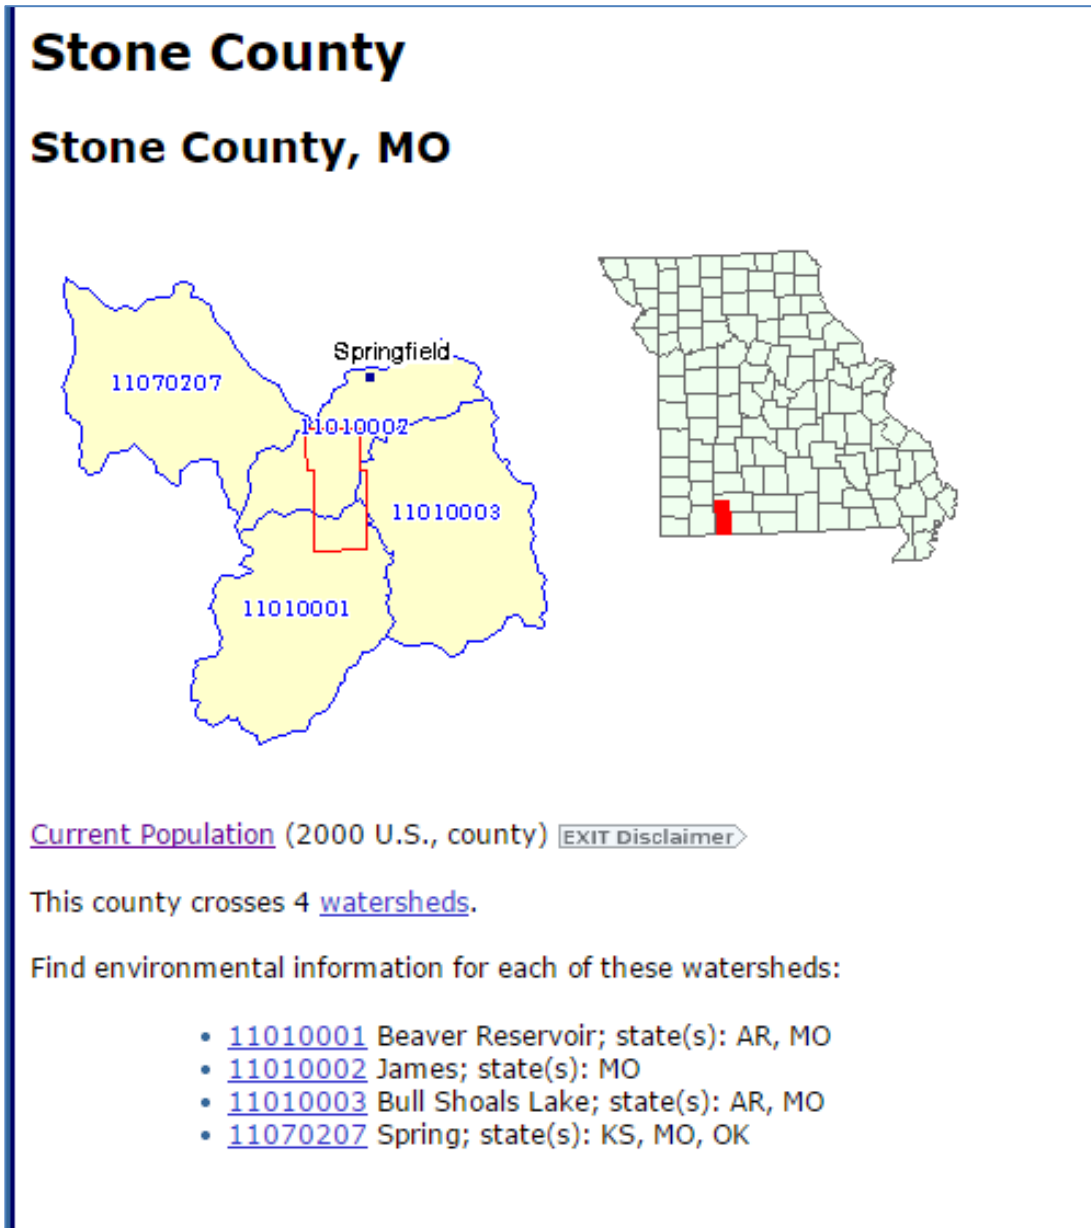 Stone County
Stone County, MO
Springfield
11070207
11010002
11010003
11010001
Current Population (2000 U.S., county) EXIT Disclaimer
This county crosses 4 watersheds.
Find environmental information for each of these watersheds:
• 11010001 Beaver Reservoir; state(s): AR, MO
• 11010002 James; state(s): MO
• 11010003 Bull Shoals Lake; state(s): AR, MO
• 11070207 Spring; state(s): KS, MO, OK